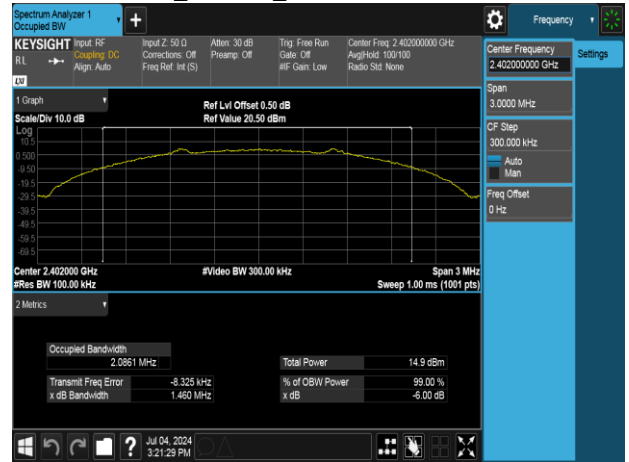 Spectrum Analyzer 1
Occupied BW
Frequency
KEYSIGHT
RL
LXI
Input: RF
Coupling: DC
Align: Auto
Input Z: 50 Ω
Corrections: Off
Freq Ref: Int (S)
Atten: 30 dB
Preamp: Off
Trig: Free Run
Gate: Off
#IF Gain: Low
Center Freq: 2.402000000 GHz
Avg|Hold: 100/100
Radio Std: None
Center Frequency
2.402000000 GHz
Settings
Span
3.0000 MHz
CF Step
300.000 kHz
Auto
Man
Freq Offset
0 Hz
1 Graph
Scale/Div 10.0 dB
Ref Lvl Offset 0.50 dB
Ref Value 20.50 dBm
Log
10.5
0.500
-9.50
-19.5
-29.5
-39.5
-49.5
-59.5
-69.5
Center 2.402000 GHz
#Video BW 300.00 kHz
Span 3 MHz
#Res BW 100.00 kHz
Sweep 1.00 ms (1001 pts)
2 Metrics
Occupied Bandwidth
2.0861 MHz
Total Power 14.9 dBm
Transmit Freq Error -8.325 kHz
% of OBW Power 99.00 %
x dB Bandwidth 1.460 MHz
x dB -6.00 dB
?
Jul 04, 2024
3:21:29 PM